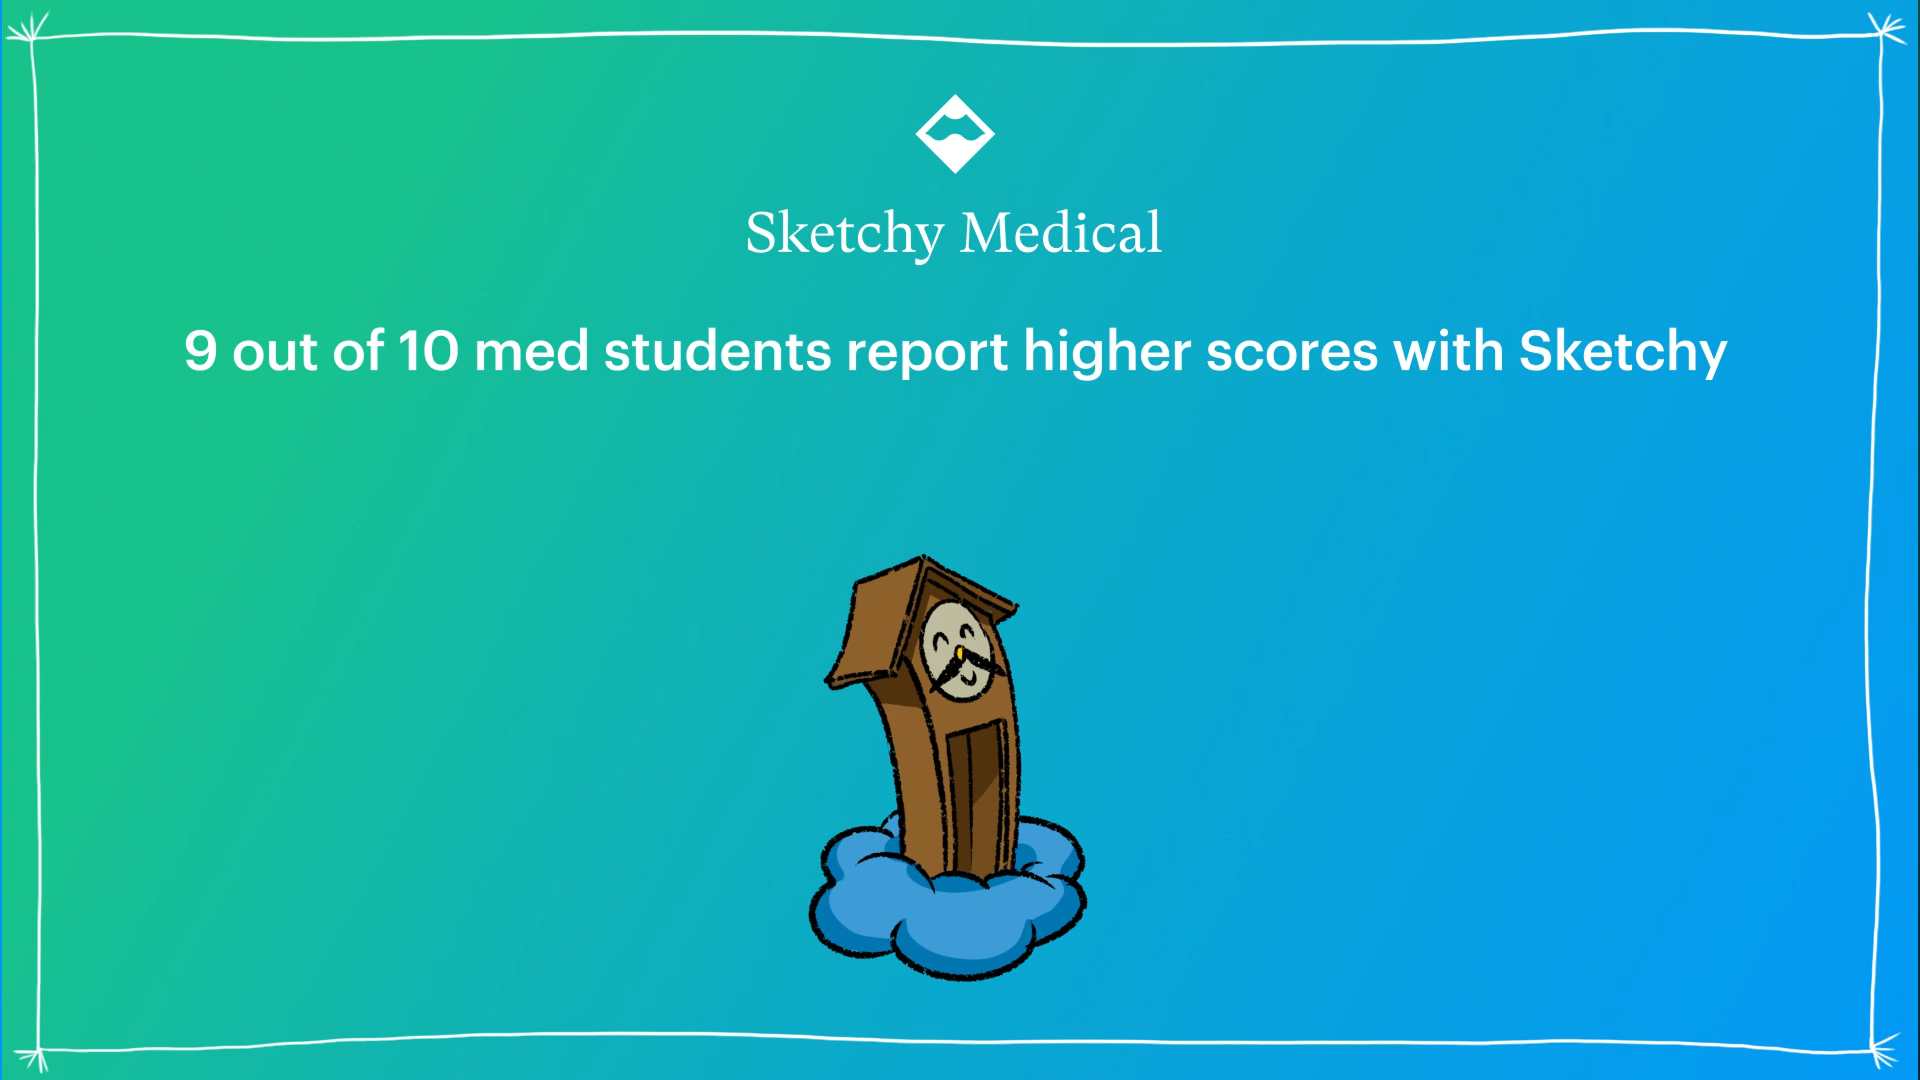 Sketchy Medical
9 out of 10 med students report higher scores with Sketchy